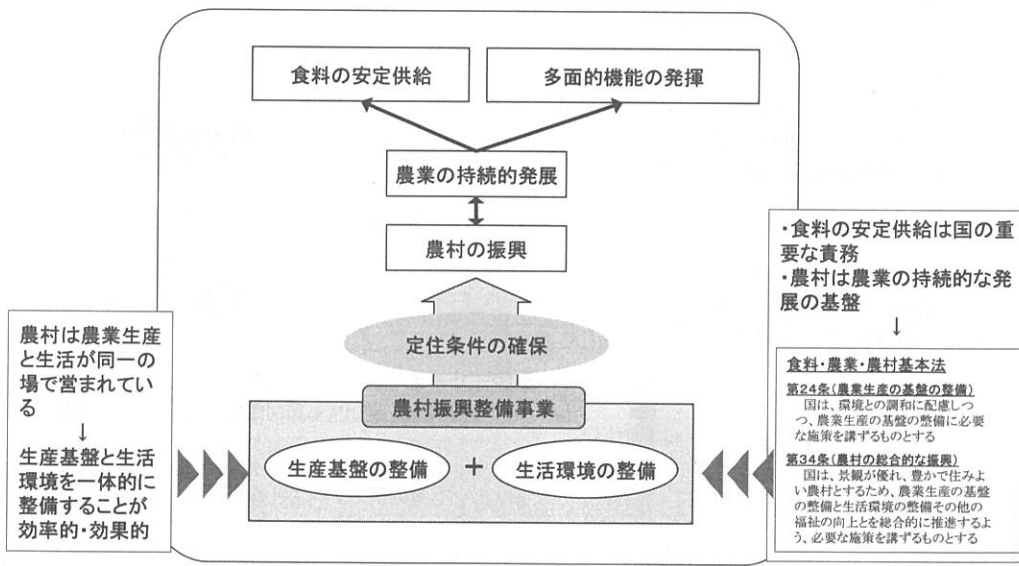 食料の安定供給
多面的機能の発揮
農業の持続的発展
農村の振興
定住条件の確保
農村振興整備事業
生産基盤の整備
+
生活環境の整備
農村は農業生産
と生活が同一の
場で営まれてい
る
↓
生産基盤と生活
環境を一体的に
整備することが
効率的・効果的
・食料の安定供給は国の重
要な責務
・農村は農業の持続的な発
展の基盤
↓
食料・農業・農村基本法
第24条(農業生産の基盤の整備)
国は、環境との調和に配慮しつ
つ、農業生産の基盤の整備に必要
な施策を講ずるものとする
第34条(農村の総合的な振興)
国は、景観が優れ、豊かで住みよ
い農村とするため、農業生産の基盤
の整備と生活環境の整備その他の
福祉の向上とを総合的に推進するよ
う、必要な施策を講ずるものとする